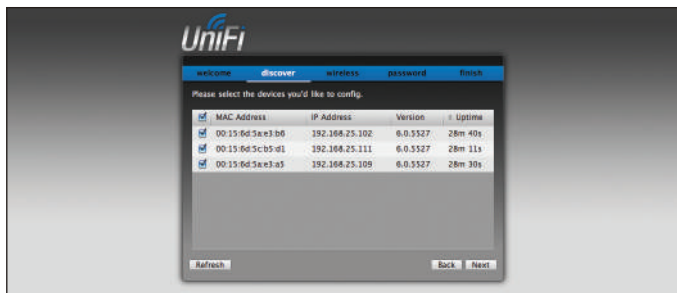 UniFi
welcome discover wireless password finish
Please select the devices you'd like to config.
MAC Address IP Address Version Uptime
00:15:6d:5a:e3:b6 192.168.25.102 6.0.5527 28m 40s
00:15:6d:5c:b5:d1 192.168.25.111 6.0.5527 28m 11s
00:15:6d:5a:e3:a5 192.168.25.109 6.0.5527 28m 30s
Refresh Back Next